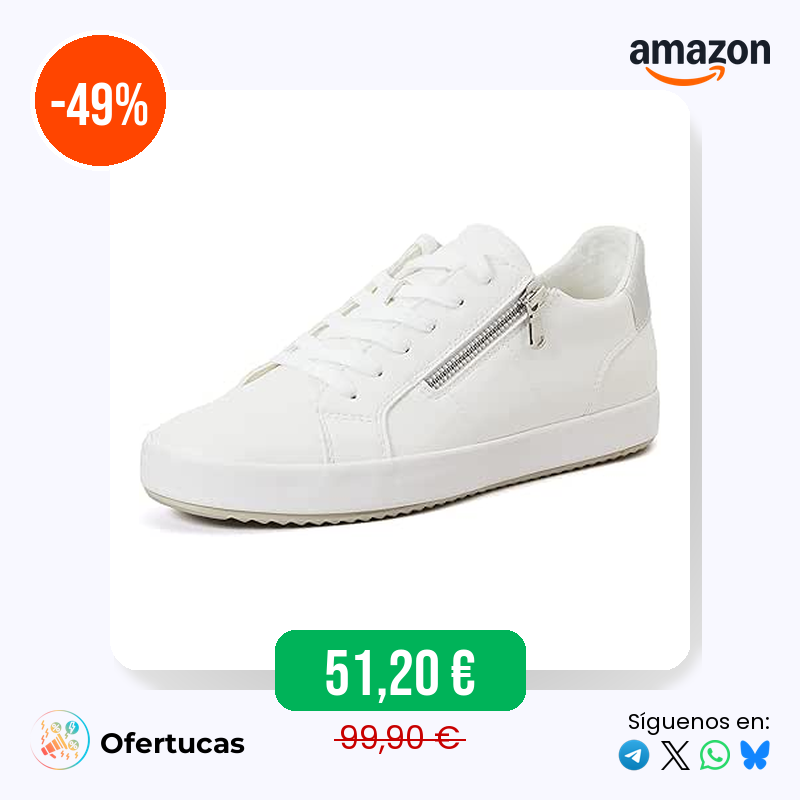 -49%
amazon
51,20 €
99,90 €
Ofertucas
Síguenos en: